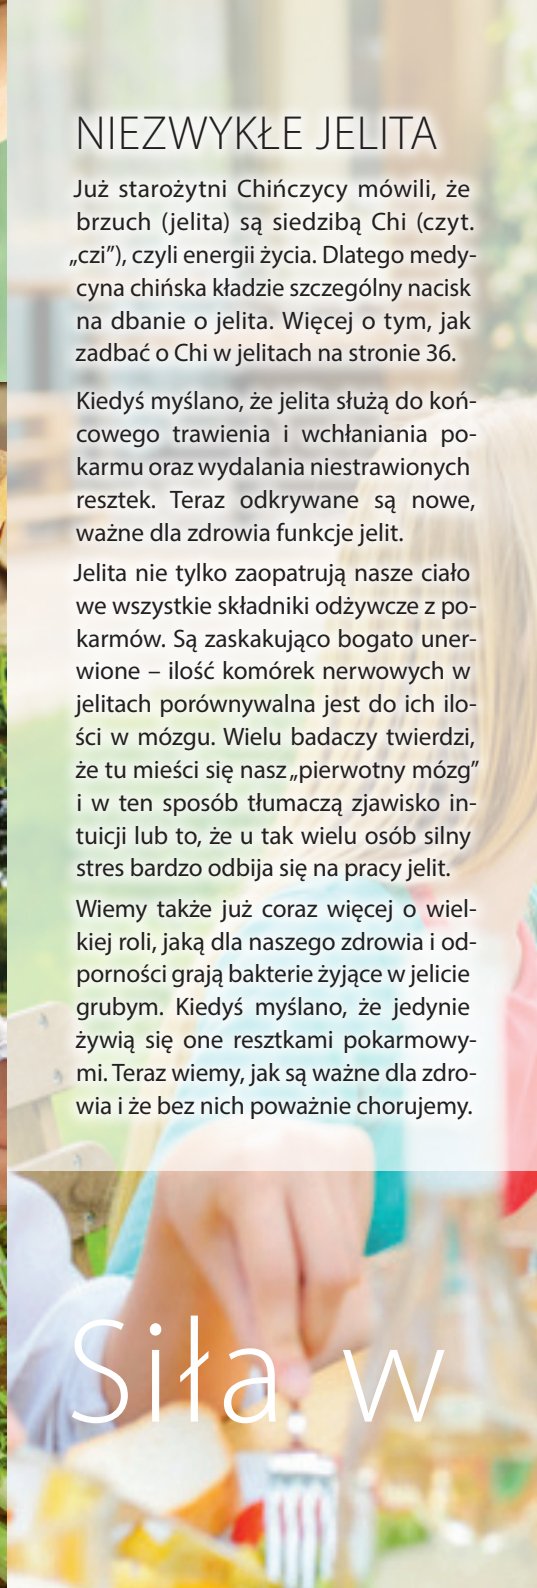 NIEZWYKŁE JELITA
Już starożytni Chińczycy mówili, że
brzuch (jelita) są siedzibą Chi (czyt.
„czi”), czyli energii życia. Dlatego medy-
cyna chińska kładzie szczególny nacisk
na dbanie o jelita. Więcej o tym, jak
zadbać o Chi w jelitach na stronie 36.
Kiedyś myślano, że jelita służą do koń-
cowego trawienia i wchłaniania po-
karmu oraz wydalania niestrawionych
resztek. Teraz odkrywane są nowe,
ważne dla zdrowia funkcje jelit.
Jelita nie tylko zaopatrują nasze ciało
we wszystkie składniki odżywcze z po-
karmów. Są zaskakująco bogato uner-
wione – ilość komórek nerwowych w
jelitach porównywalna jest do ich ilo-
ści w mózgu. Wielu badaczy twierdzi,
że tu mieści się nasz „pierwotny mózg”
i w ten sposób tłumaczą zjawisko in-
tuicji lub to, że u tak wielu osób silny
stres bardzo odbija się na pracy jelit.
Wiemy także już coraz więcej o wiel-
kiej roli, jaką dla naszego zdrowia i od-
porności grają bakterie żyjące w jelicie
grubym. Kiedyś myślano, że jedynie
żywią się one resztkami pokarmowy-
mi. Teraz wiemy, jak są ważne dla zdro-
wia i że bez nich poważnie chorujemy.
Siła w